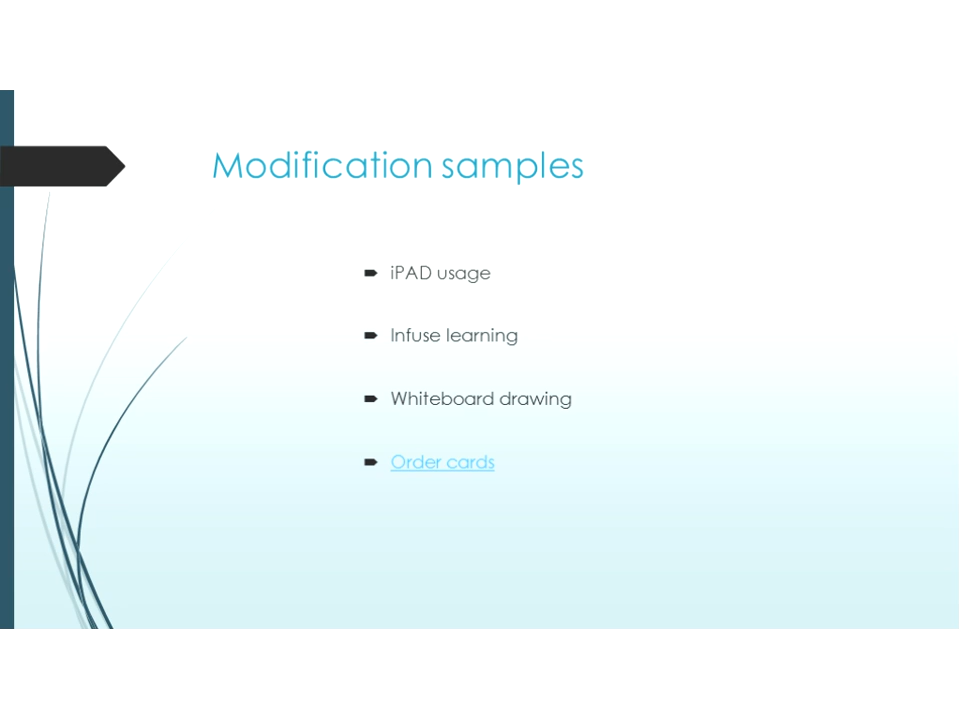 Modification samples
iPAD usage
Infuse learning
Whiteboard drawing
Order cards